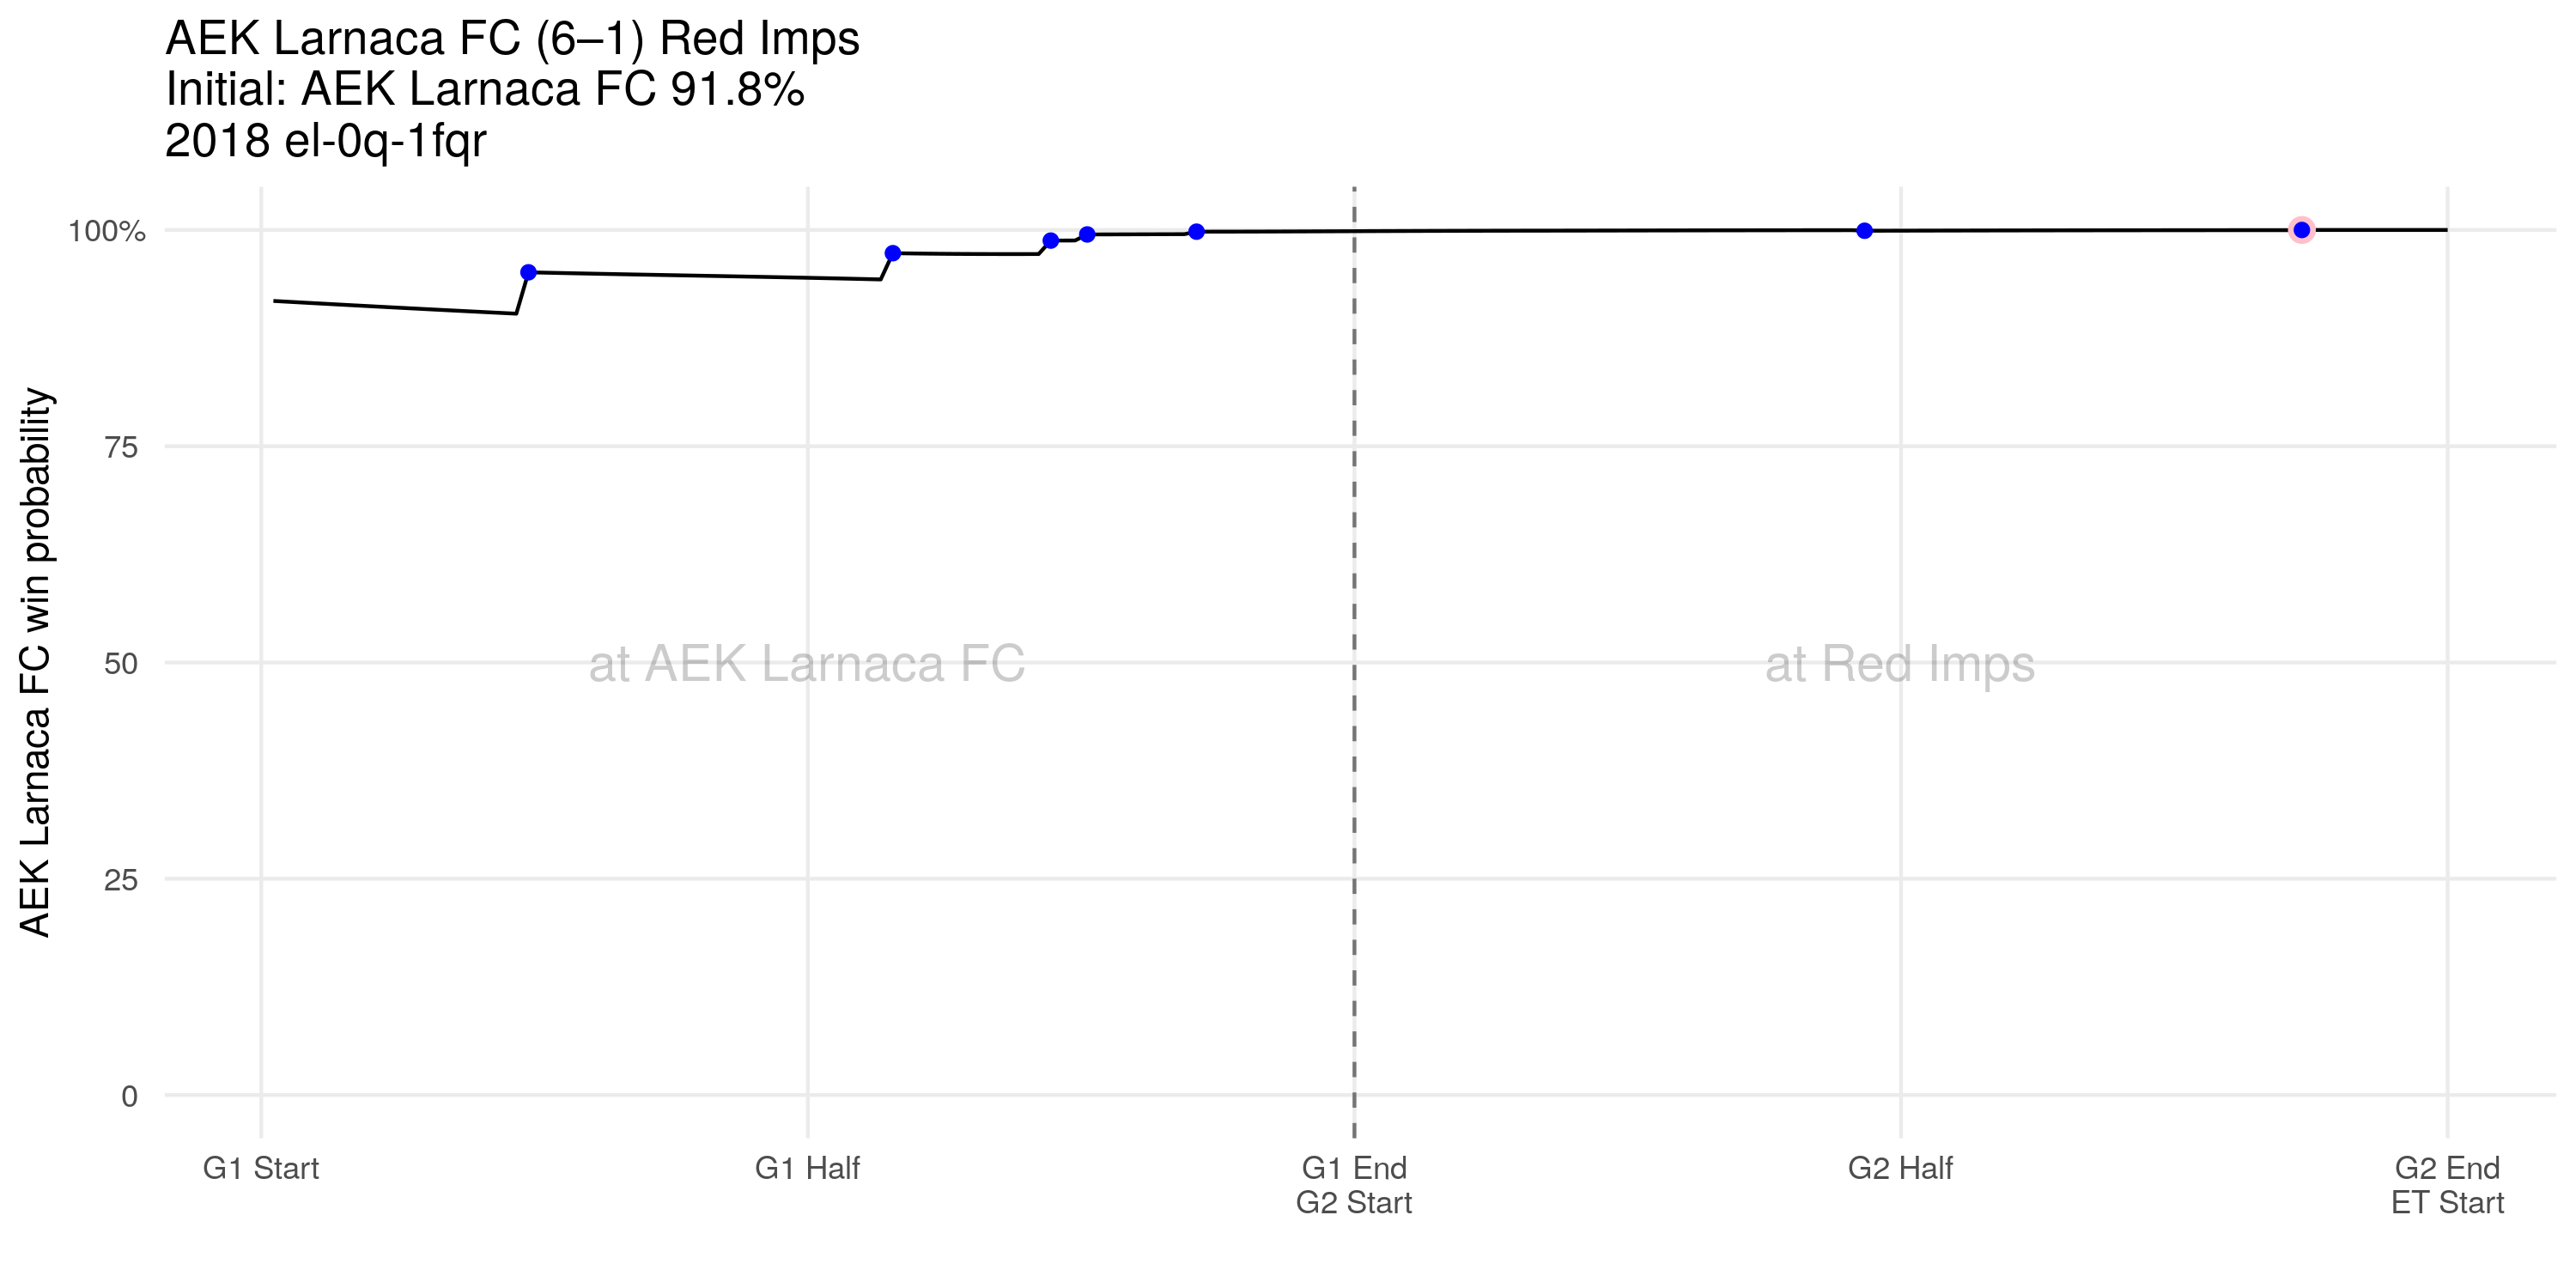 AEK Larnaca FC (6–1) Red Imps
Initial: AEK Larnaca FC 91.8%
2018 el-0q-1fqr
AEK Larnaca FC win probability
100%
75
50
25
0
at AEK Larnaca FC
at Red Imps
G1 Start
G1 Half
G1 End
G2 Start
G2 Half
G2 End
ET Start